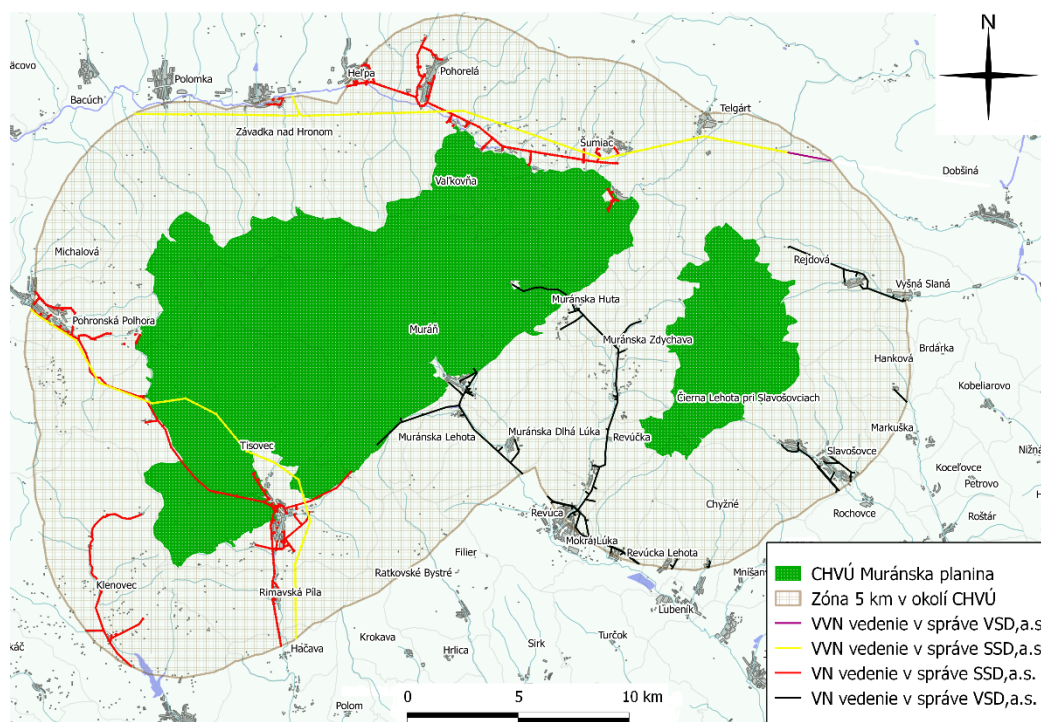 N
äcovo
Polomka
Bacúch
Heľpa
Pohorelá
Závadka nad Hronom
Telgárt
Šumiac
Dobšiná
Vaľkovňa
Michalová
Rejdová
Vyšná Slaná
Muránska Huta
Pohronská Polhora
Muráň
Muránska Zdychava
Brdárka
Hanková
Kobeliarovo
Čierna Lehota pri Slavošovciach
Markuška
Muránska Lehota
Muránska Dlhá Lúka
Revúčka
Tisovec
Slavošovce
Nižná
Koceľovce
Petrovo
Chyžné
Rochovce
Roštár
Revúca
Mokrá Lúka
Filier
Revúcka Lehota
Ratkovské Bystré
Mníšany
Klenovec
Rimavská Píla
Lubeník
Krokava
Turčok
Sirk
Hrlica
Háčava
káč
Polom
0 5 10 km
CHVÚ Muránska planina
Zóna 5 km v okolí CHVÚ
VVN vedenie v správe VSD,a.s
VVN vedenie v správe SSD,a.s
VN vedenie v správe SSD,a.s.
VN vedenie v správe VSD,a.s.